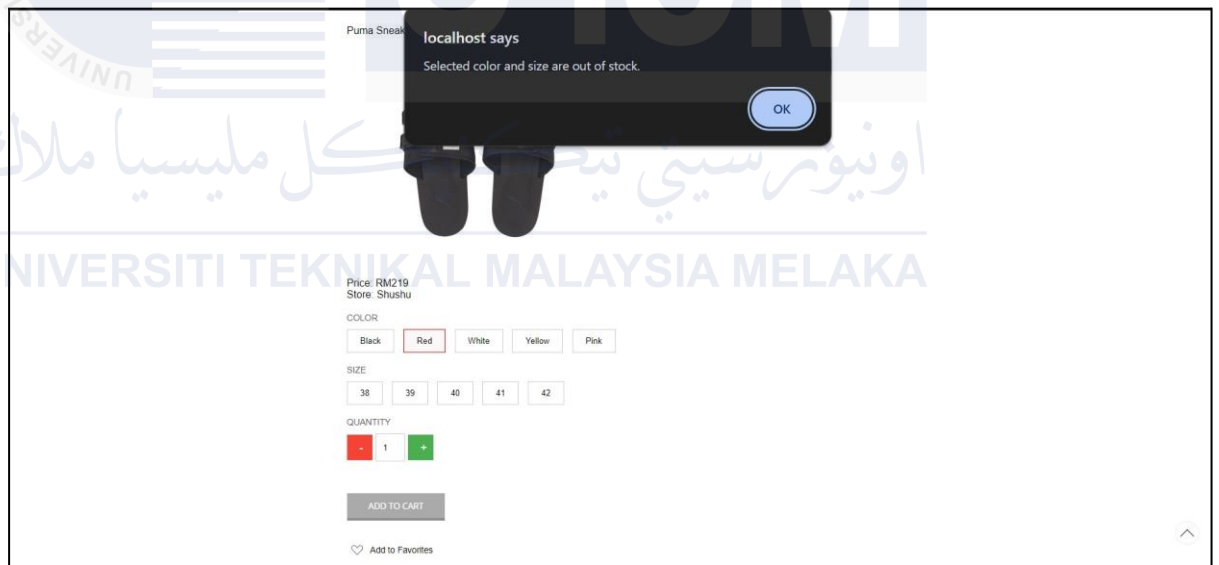 Puma Sneak
localhost says
Selected color and size are out of stock.
OK
اونيۏرسيتي تيكنيكل مليسيا ملاك
NIVERSITI TEKNIKAL MALAYSIA MELAKA
Price: RM219
Store: Shushu
COLOR
Black Red White Yellow Pink
SIZE
38 39 40 41 42
QUANTITY
- 1 +
ADD TO CART
Add to Favorites